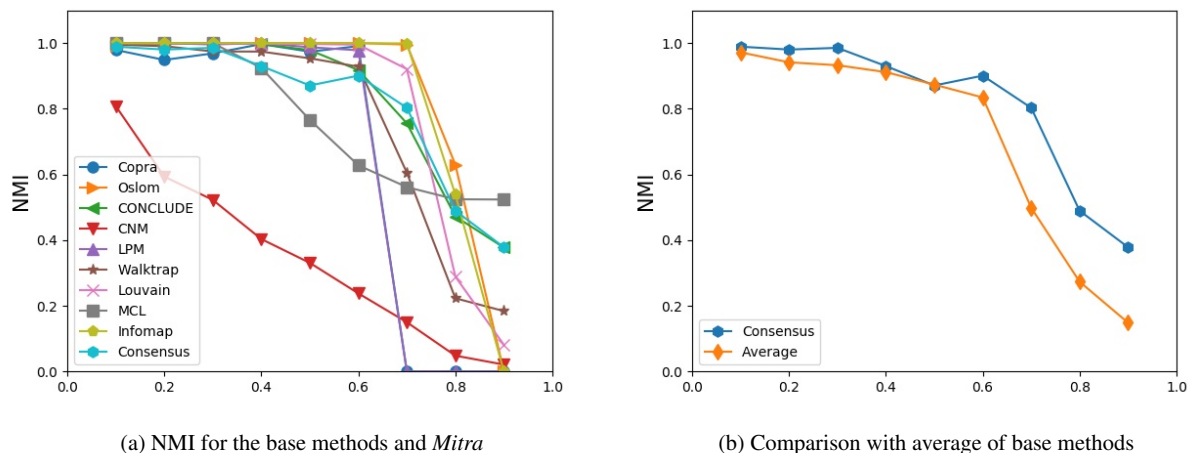 NMI
1.0
0.8
0.6
0.4
0.2
0.0
0.0
0.2
0.4
0.6
0.8
1.0
Copra
Oslom
CONCLUDE
CNM
LPM
Walktrap
Louvain
MCL
Infomap
Consensus
(a) NMI for the base methods and Mitra
NMI
1.0
0.8
0.6
0.4
0.2
0.0
0.0
0.2
0.4
0.6
0.8
1.0
Consensus
Average
(b) Comparison with average of base methods